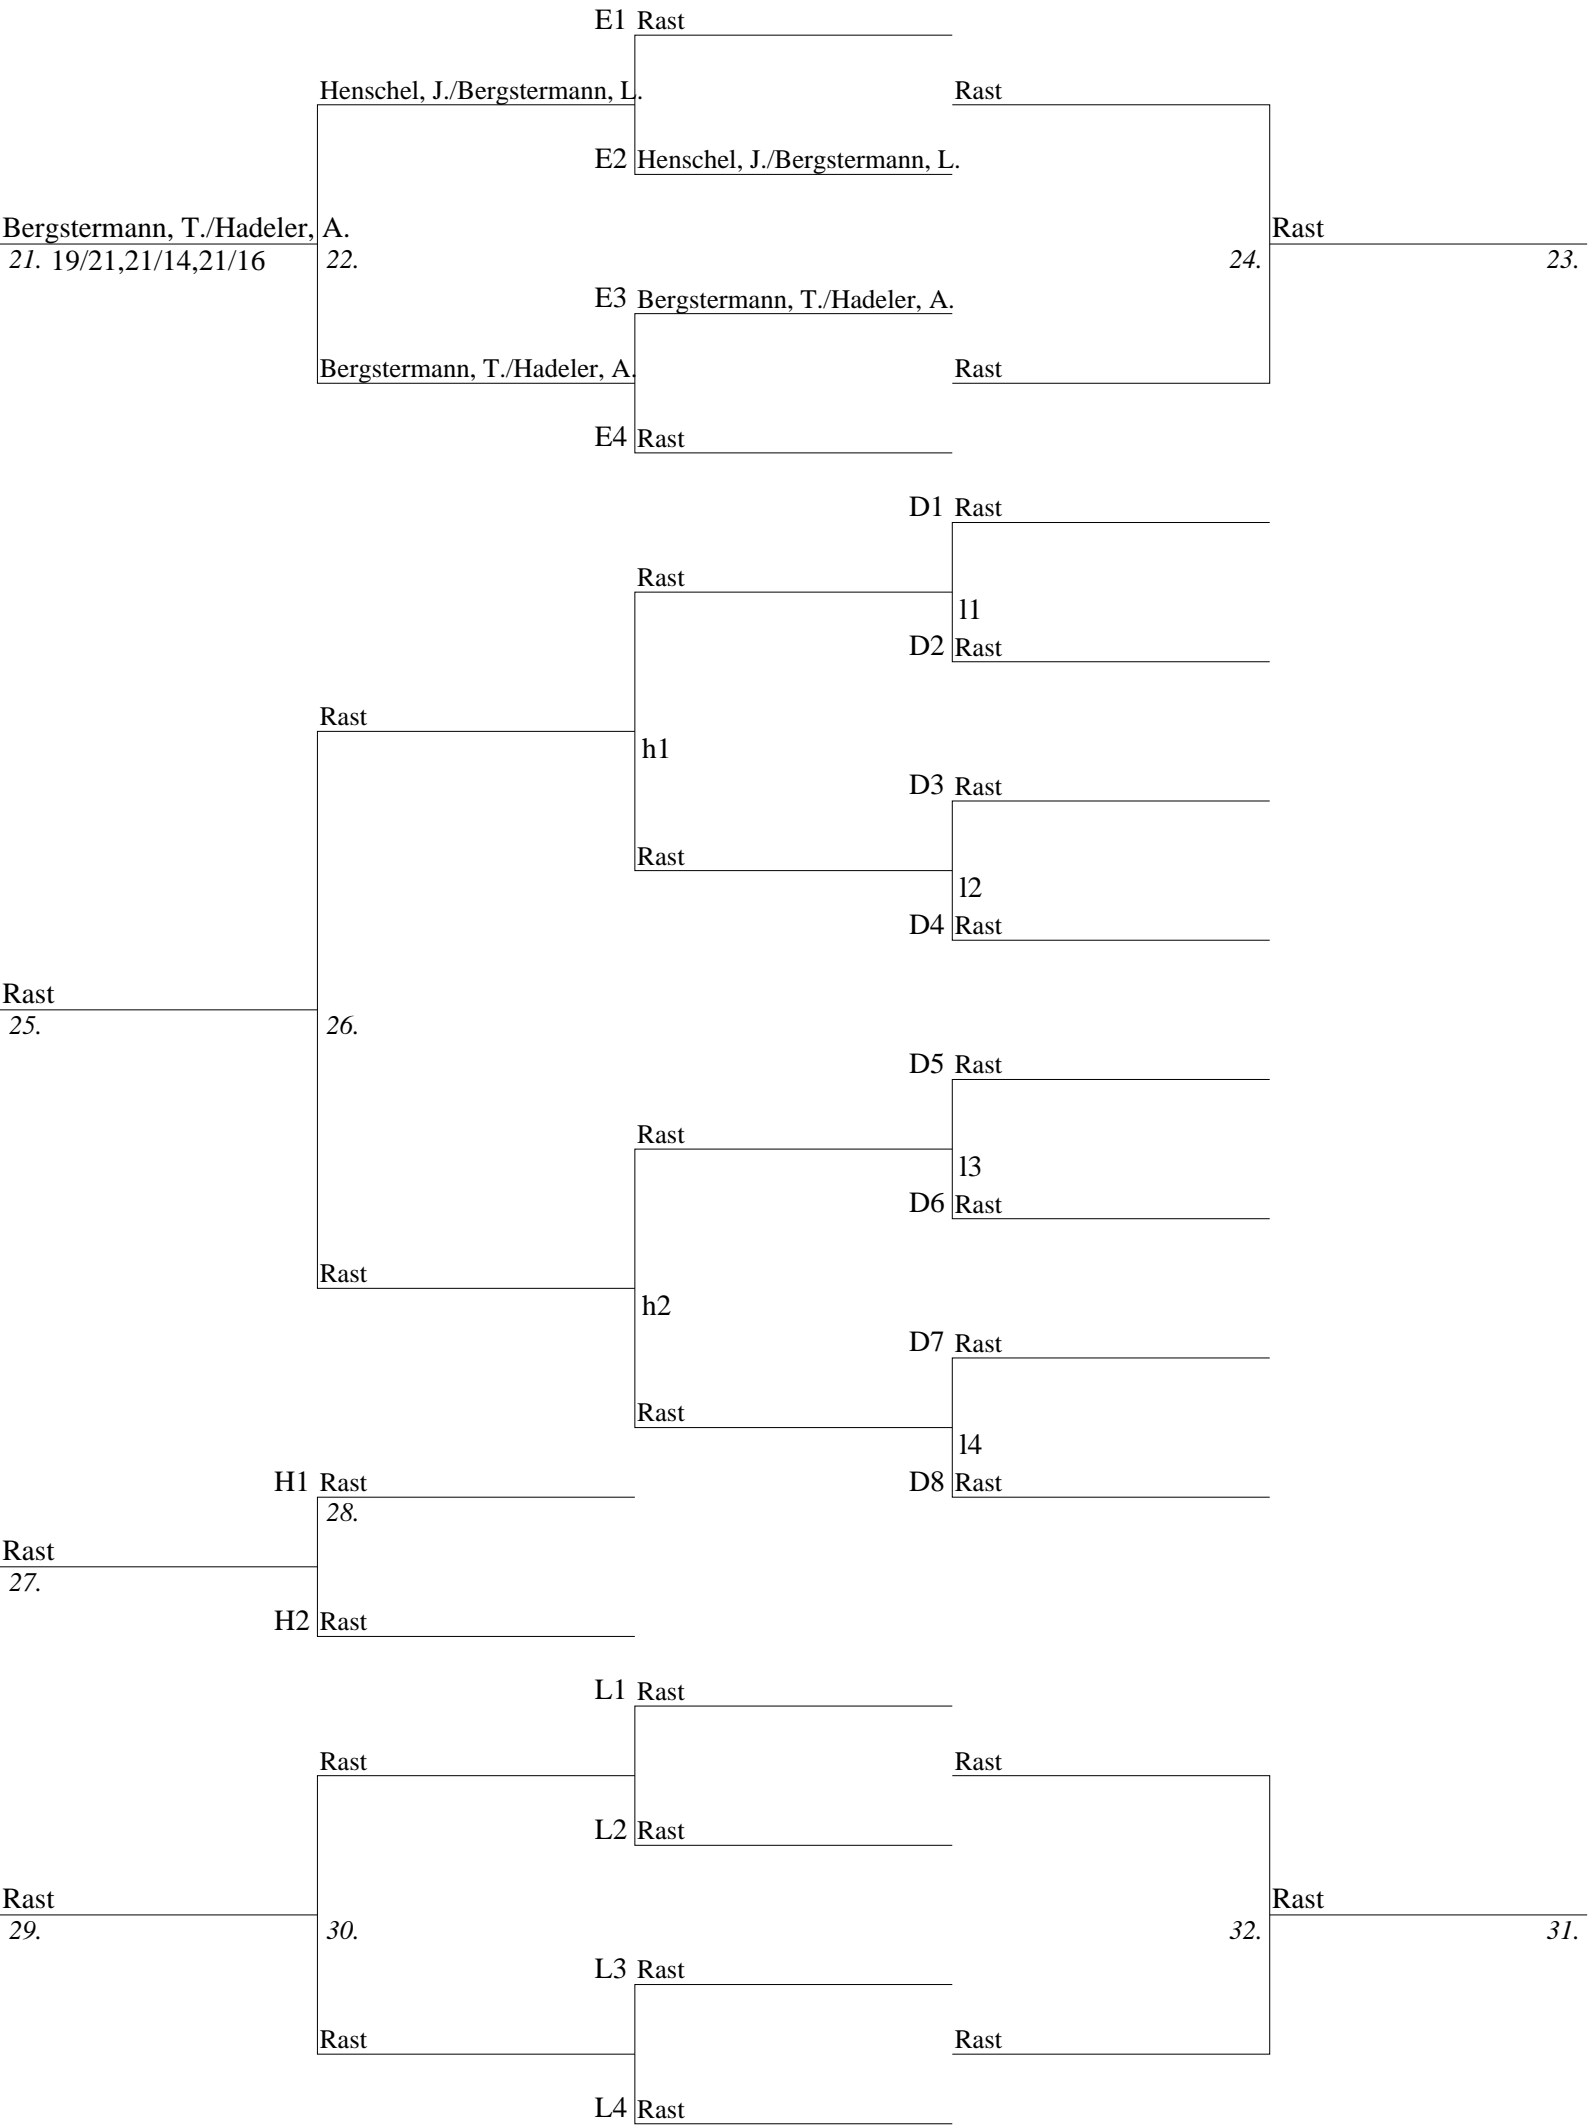 E1 Rast
Henschel, J./Bergstermann, L.
Rast
E2 Henschel, J./Bergstermann, L.
Bergstermann, T./Hadeler, A.
Rast
21. 19/21,21/14,21/16
22.
24.
23.
E3 Bergstermann, T./Hadeler, A.
Bergstermann, T./Hadeler, A.
Rast
E4 Rast
D1 Rast
Rast
l1
D2 Rast
Rast
h1
D3 Rast
Rast
l2
D4 Rast
Rast
25.
26.
D5 Rast
Rast
l3
D6 Rast
Rast
h2
D7 Rast
Rast
l4
H1 Rast
D8 Rast
28.
Rast
27.
H2 Rast
L1 Rast
Rast
Rast
L2 Rast
Rast
Rast
29.
30.
32.
31.
L3 Rast
Rast
Rast
L4 Rast